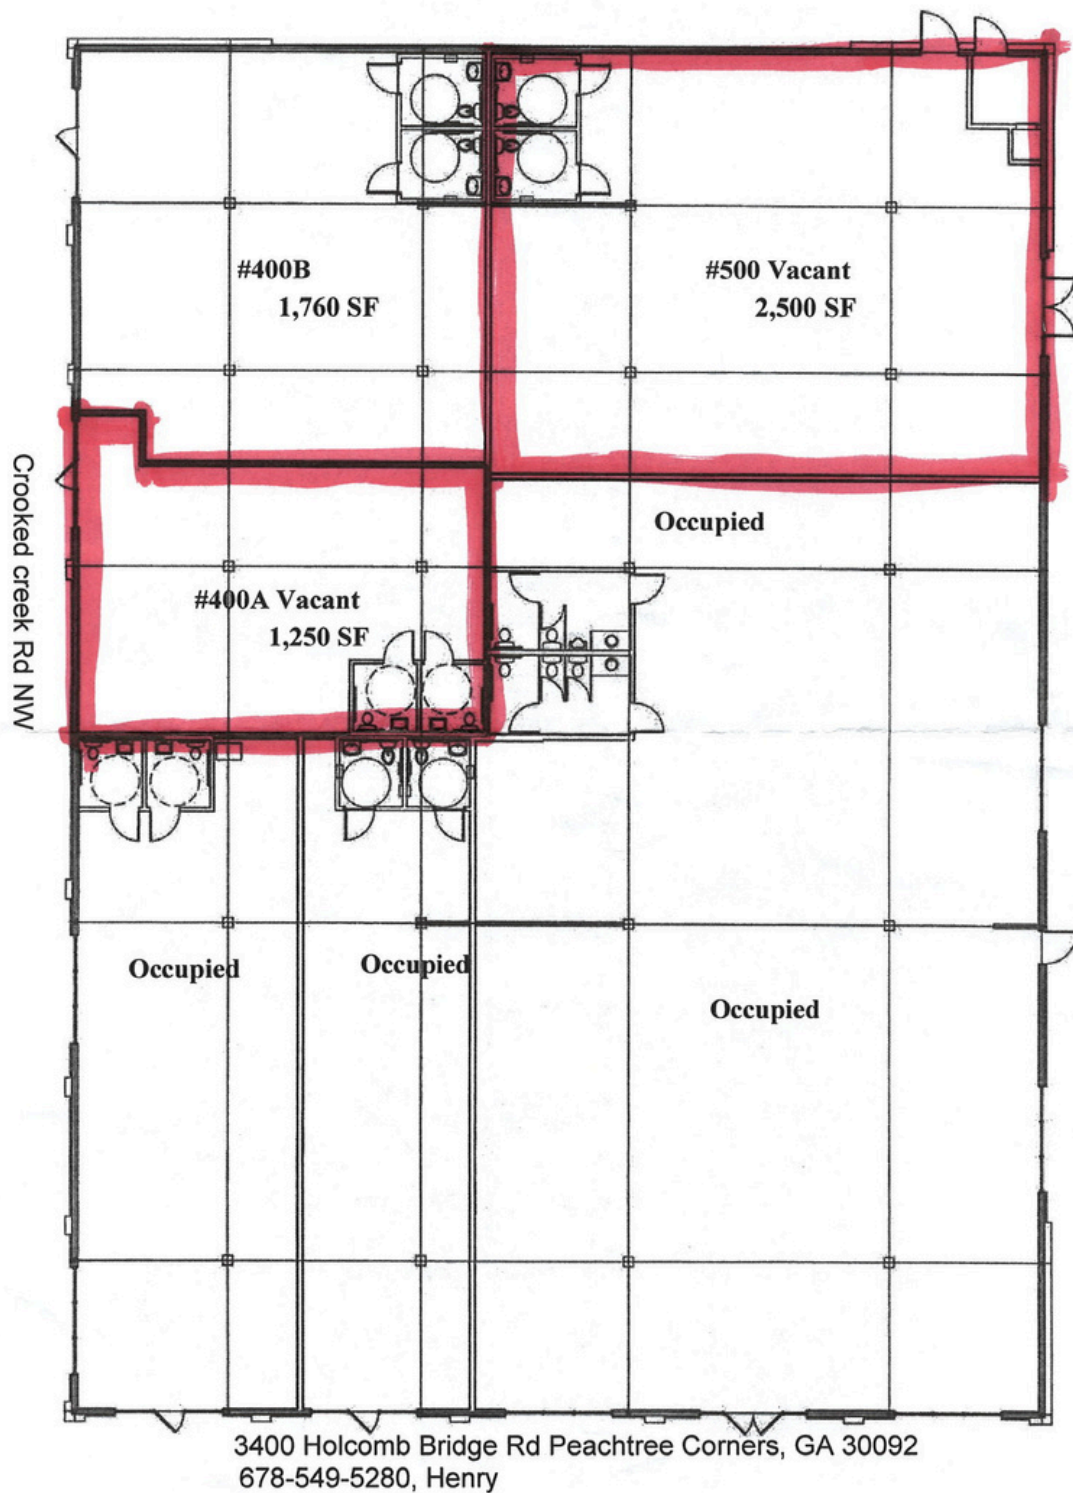 #400B
1,760 SF
#500 Vacant
2,500 SF
Occupied
Crooked creek Rd NW
#400A Vacant
1,250 SF
Occupied
Occupied
Occupied
3400 Holcomb Bridge Rd Peachtree Corners, GA 30092
678-549-5280, Henry